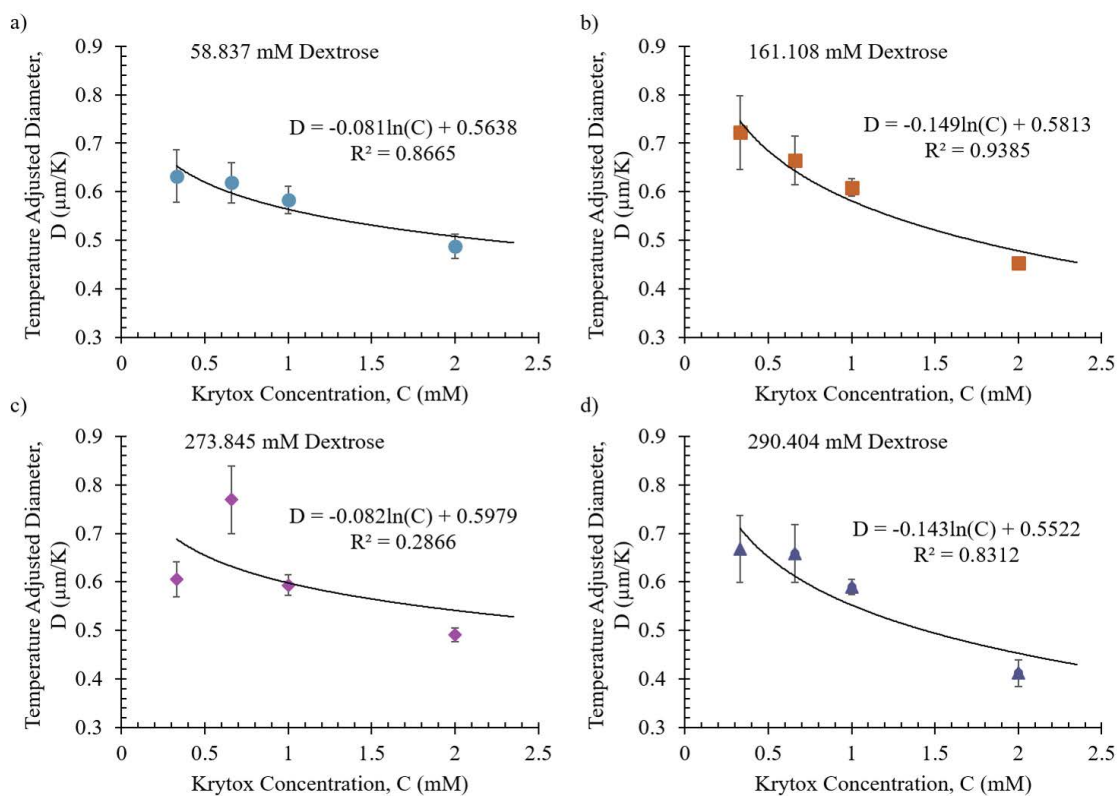 a)
58.837 mM Dextrose
D = -0.081ln(C) + 0.5638
R² = 0.8665
Temperature Adjusted Diameter,
D (μm/K)
0.9
0.8
0.7
0.6
0.5
0.4
0.3
0
0.5
1
1.5
2
2.5
Krytox Concentration, C (mM)
b)
161.108 mM Dextrose
D = -0.149ln(C) + 0.5813
R² = 0.9385
Temperature Adjusted Diameter,
D (μm/K)
0.9
0.8
0.7
0.6
0.5
0.4
0.3
0
0.5
1
1.5
2
2.5
Krytox Concentration, C (mM)
c)
273.845 mM Dextrose
D = -0.082ln(C) + 0.5979
R² = 0.2866
Temperature Adjusted Diameter,
D (μm/K)
0.9
0.8
0.7
0.6
0.5
0.4
0.3
0
0.5
1
1.5
2
2.5
Krytox Concentration, C (mM)
d)
290.404 mM Dextrose
D = -0.143ln(C) + 0.5522
R² = 0.8312
Temperature Adjusted Diameter,
D (μm/K)
0.9
0.8
0.7
0.6
0.5
0.4
0.3
0
0.5
1
1.5
2
2.5
Krytox Concentration, C (mM)